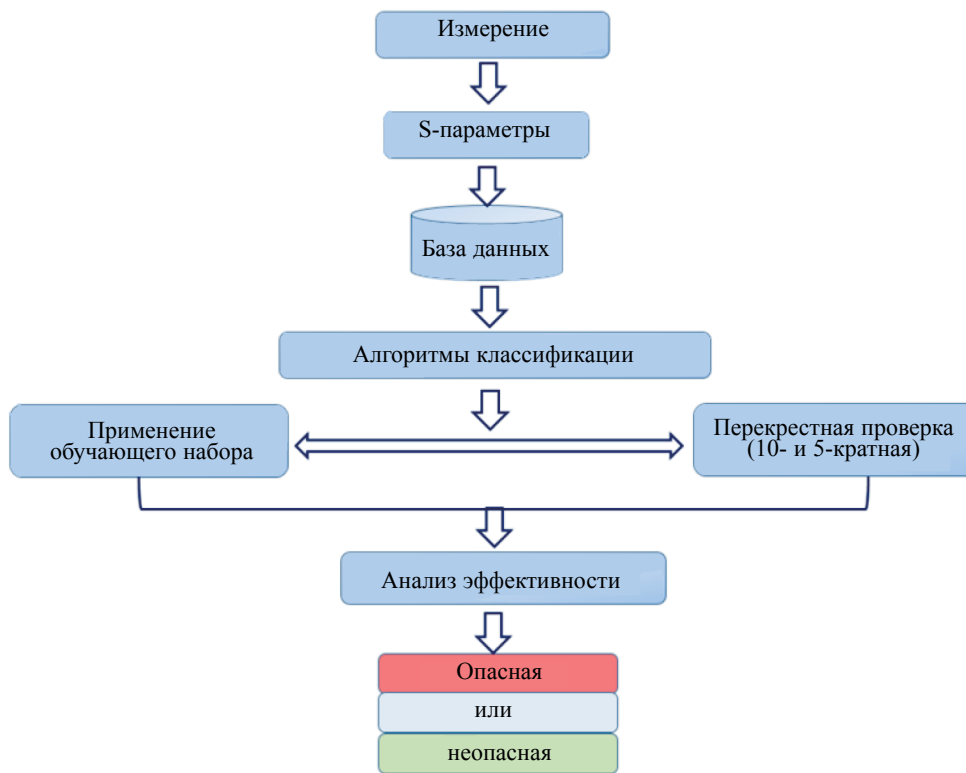 Измерение
S-параметры
База данных
Алгоритмы классификации
Применение
обучающего набора
Перекрестная проверка
(10- и 5-кратная)
Анализ эффективности
Опасная
или
неопасная